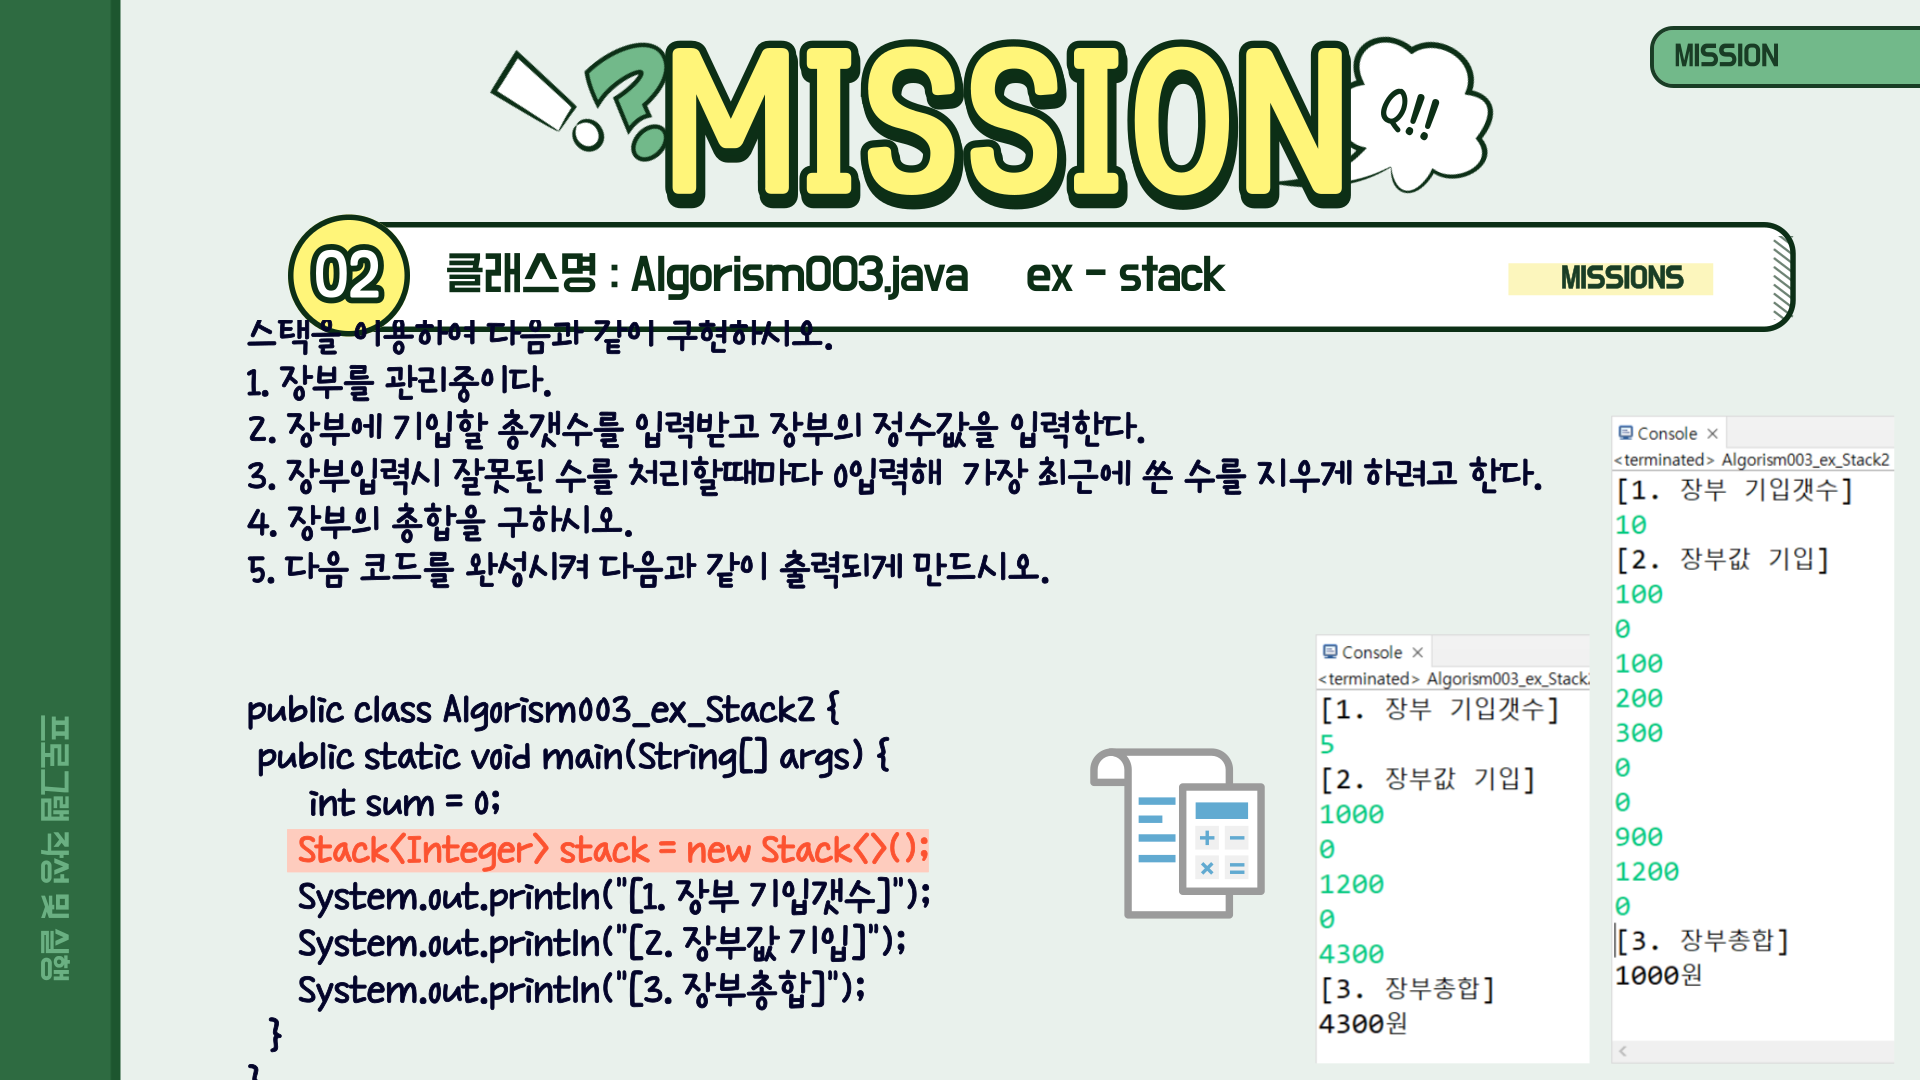 MISSION
Q!!
MISSION
02
클래스명 : Algorism003.java ex - stack
MISSIONS
스택을 이용하여 다음과 같이 구현하시오.
1. 장부를 관리중이다.
2. 장부에 기입할 총갯수를 입력받고 장부의 정수값을 입력한다.
3. 장부입력시 잘못된 수를 처리할때마다 0입력해 가장 최근에 쓴 수를 지우게 하려고 한다.
4. 장부의 총합을 구하시오.
5. 다음 코드를 완성시켜 다음과 같이 출력되게 만드시오.
public class Algorism003_ex_Stack2 {
public static void main(String[] args) {
int sum = 0;
Stack<Integer> stack = new Stack<>();
System.out.println("[1. 장부 기입갯수]");
System.out.println("[2. 장부값 기입]");
System.out.println("[3. 장부총합]");
}
}
Console
<terminated> Algorism003_ex_Stack2
[1. 장부 기입갯수]
5
[2. 장부값 기입]
1000
0
1200
0
4300
[3. 장부총합]
4300원
Console
<terminated> Algorism003_ex_Stack2
[1. 장부 기입갯수]
10
[2. 장부값 기입]
100
0
100
200
300
0
0
900
1200
0
[3. 장부총합]
1000원
프로그램 작성 및 실행